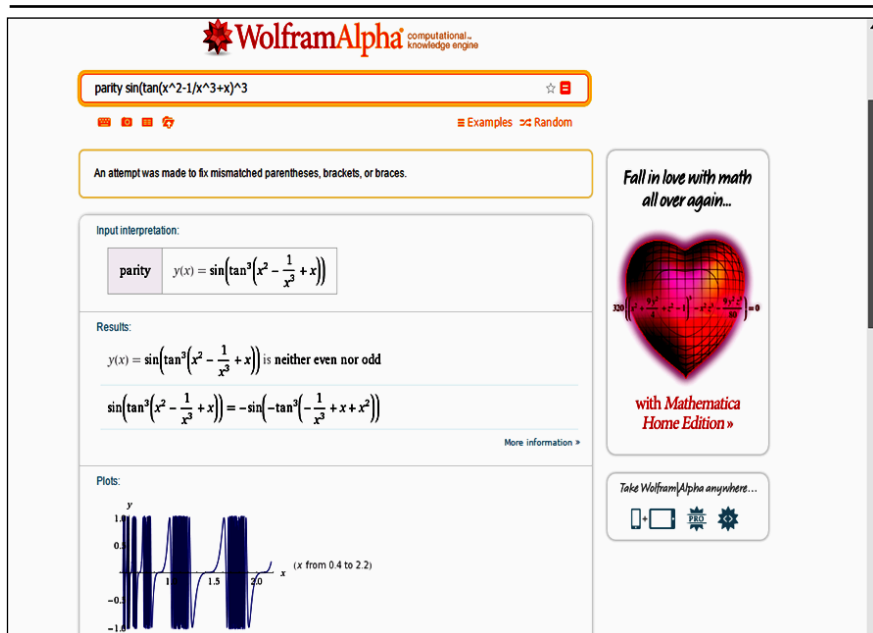 WolframAlpha computational knowledge engine
parity sin(tan(x^2-1/x^3+x)^3
Examples Random
An attempt was made to fix mismatched parentheses, brackets, or braces.
Input interpretation:
parity y(x) = sin(tan³(x² − 1/x³ + x))
Results:
y(x) = sin(tan³(x² − 1/x³ + x)) is neither even nor odd
sin(tan³(x² − 1/x³ + x)) = −sin(−tan³(−1/x³ + x + x²))
More information »
Plots:
y
1.0
0.5
1 1.5 2.0 x
(x from 0.4 to 2.2)
−0.5
−1.0
Fall in love with math
all over again...
= 0
with Mathematica
Home Edition »
Take Wolfram|Alpha anywhere...
+ PRO